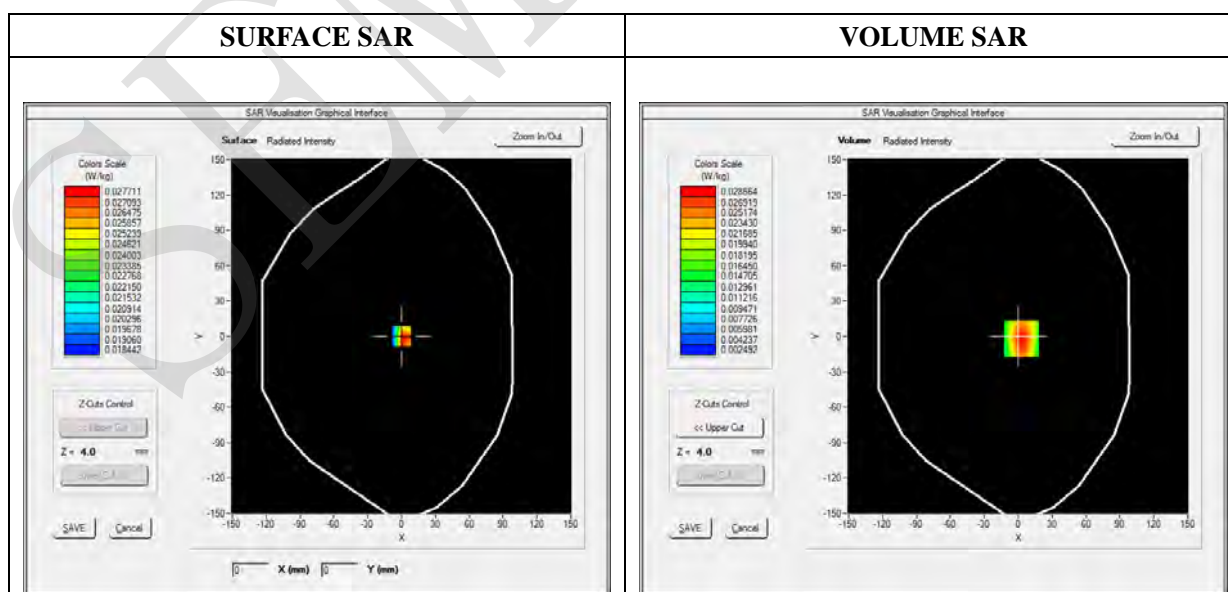 SURFACE SAR
VOLUME SAR
SAR Visualisation Graphical Interface
Surface Radiated Intensity
Zoom In/Out
Colors Scale
(W/kg)
0.027711
0.027093
0.026475
0.025857
0.025239
0.024621
0.024003
0.023385
0.022768
0.022150
0.021532
0.020914
0.020296
0.019678
0.019060
0.018442
Z-Cuts Control
<< Upper Cut
Z = 4.0 mm
SAVE
Cancel
150
120
90
60
30
0
-30
-60
-90
-120
-150
Y
-150 -120 -90 -60 -30 0 30 60 90 120 150
X
0 X (mm) 0 Y (mm)
SAR Visualisation Graphical Interface
Volume Radiated Intensity
Zoom In/Out
Colors Scale
(W/kg)
0.028664
0.026919
0.025174
0.023430
0.021685
0.019940
0.018195
0.016450
0.014705
0.012961
0.011216
0.009471
0.007726
0.005981
0.004237
0.002492
Z-Cuts Control
<< Upper Cut
Z = 4.0 mm
SAVE
Cancel
150
120
90
60
30
0
-30
-60
-90
-120
-150
Y
-150 -120 -90 -60 -30 0 30 60 90 120 150
X